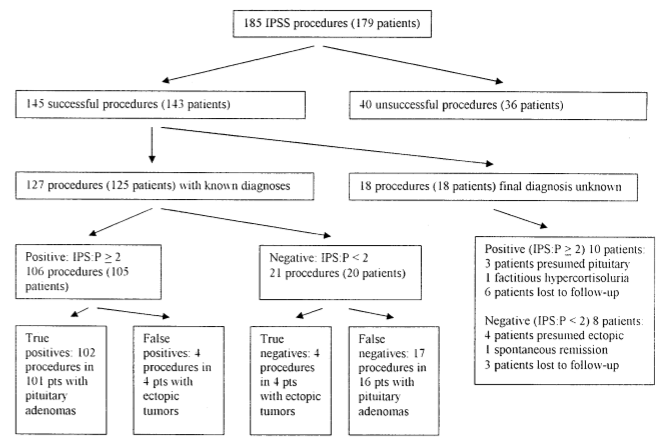 185 IPSS procedures (179 patients)
145 successful procedures (143 patients)
40 unsuccessful procedures (36 patients)
127 procedures (125 patients) with known diagnoses
18 procedures (18 patients) final diagnosis unknown
Positive: IPS:P ≥ 2
106 procedures (105
patients)
Negative: IPS:P < 2
21 procedures (20 patients)
Positive (IPS:P ≥ 2) 10 patients:
3 patients presumed pituitary
1 factitious hypercortisoluria
6 patients lost to follow-up
Negative (IPS:P < 2) 8 patients:
4 patients presumed ectopic
1 spontaneous remission
3 patients lost to follow-up
True
positives: 102
procedures in
101 pts with
pituitary
adenomas
False
positives: 4
procedures in
4 pts with
ectopic
tumors
True
negatives: 4
procedures
in 4 pts
with ectopic
tumors
False
negatives: 17
procedures in
16 pts with
pituitary
adenomas